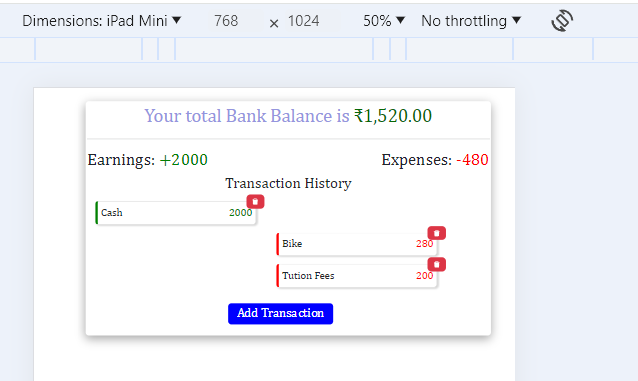 Dimensions: iPad Mini ▼ 768 × 1024 50% ▼ No throttling ▼
Your total Bank Balance is ₹1,520.00
Earnings: +2000 Expenses: -480
Transaction History
Cash 2000
Bike 280
Tution Fees 200
Add Transaction